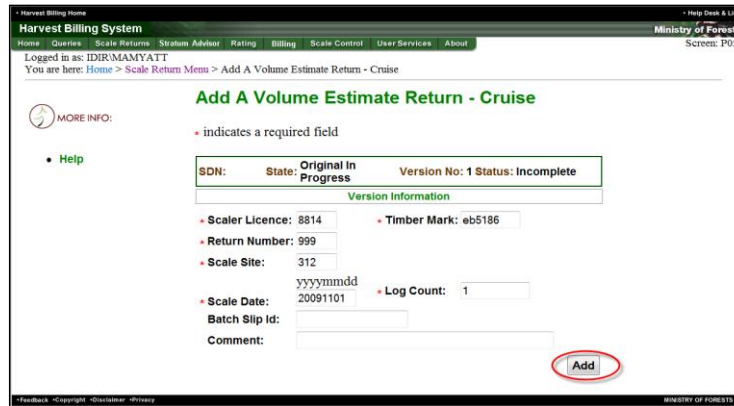 • Harvest Billing Home • Help Desk & Li
Harvest Billing System Ministry of Forest
Home Queries Scale Returns Stratum Advisor Rating Billing Scale Control User Services About
Screen: P0
Logged in as: IDIR\MAMYATT
You are here: Home > Scale Return Menu > Add A Volume Estimate Return - Cruise
Add A Volume Estimate Return - Cruise
MORE INFO:
• Help
* indicates a required field
SDN: State: Original In Progress Version No: 1 Status: Incomplete
Version Information
* Scaler Licence: 8814 * Timber Mark: eb5186
* Return Number: 999
* Scale Site: 312
yyyymmdd
* Scale Date: 20091101 * Log Count: 1
Batch Slip Id:
Comment:
Add
•Feedback •Copyright •Disclaimer •Privacy MINISTRY OF FORESTS